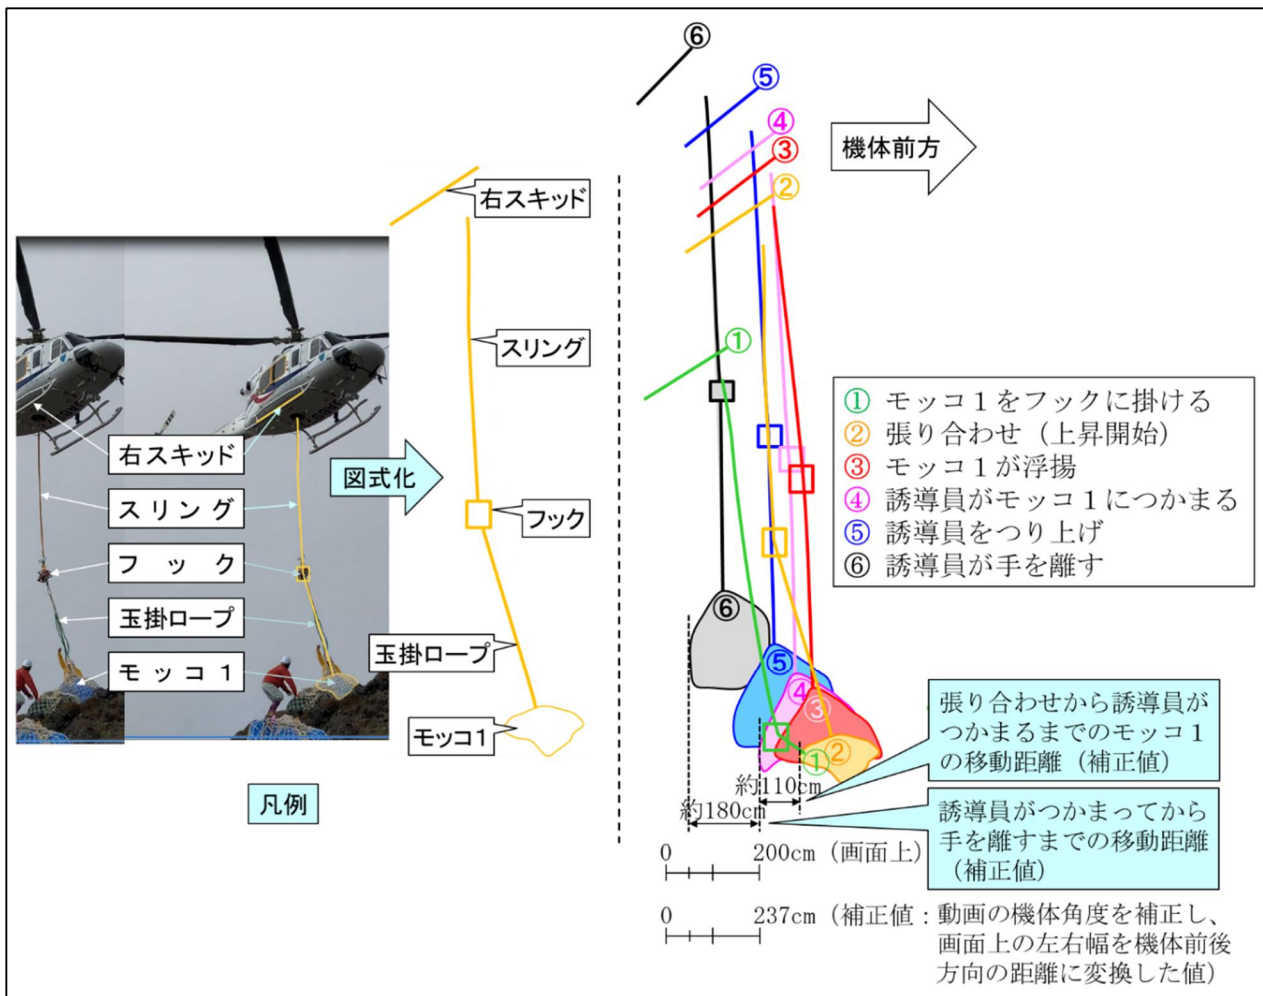 右スキッド
スリング
フック
玉掛ロープ
モッコ１
図式化
右スキッド
スリング
フック
玉掛ロープ
モッコ１
凡例
⑥
⑤
④
③
②
①
機体前方
① モッコ１をフックに掛ける
② 張り合わせ（上昇開始）
③ モッコ１が浮揚
④ 誘導員がモッコ１につかまる
⑤ 誘導員をつり上げ
⑥ 誘導員が手を離す
⑥
⑤
④
③
②
①
約110cm
約180cm
張り合わせから誘導員が
つかまるまでのモッコ１
の移動距離（補正値）
誘導員がつかまってから
手を離すまでの移動距離
（補正値）
0 200cm（画面上）
0 237cm（補正値：動画の機体角度を補正し、
画面上の左右幅を機体前後
方向の距離に変換した値）